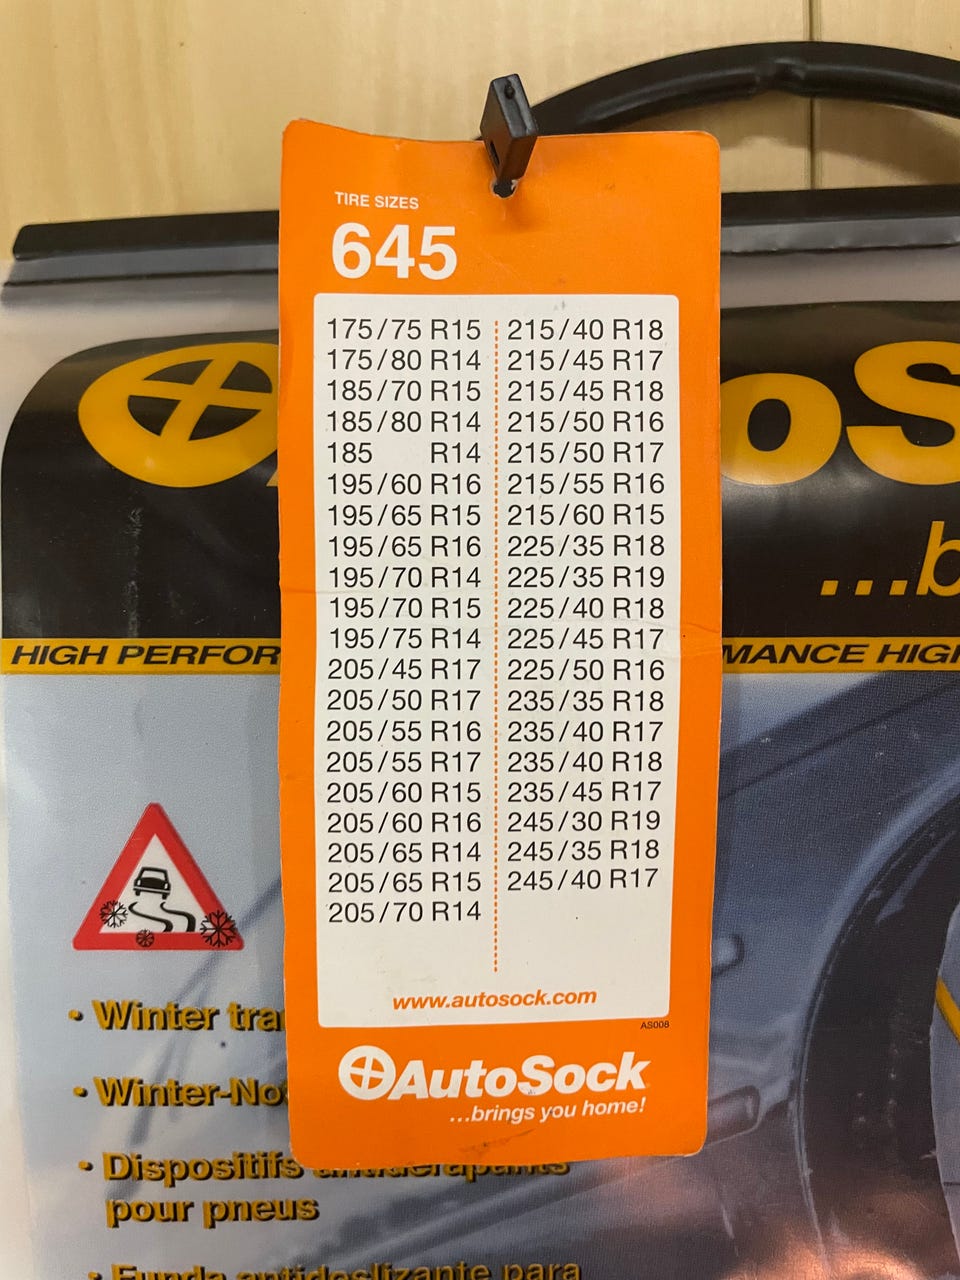 TIRE SIZES
645
175/75 R15
175/80 R14
185/70 R15
185/80 R14
185 R14
195/60 R16
195/65 R15
195/65 R16
195/70 R14
195/70 R15
195/75 R14
205/45 R17
205/50 R17
205/55 R16
205/55 R17
205/60 R15
205/60 R16
205/65 R14
205/65 R15
205/70 R14
215/40 R18
215/45 R17
215/45 R18
215/50 R16
215/50 R17
215/55 R16
215/60 R15
225/35 R18
225/35 R19
225/40 R18
225/45 R17
225/50 R16
235/35 R18
235/40 R17
235/40 R18
235/45 R17
245/30 R19
245/35 R18
245/40 R17
www.autosock.com
AS008
AutoSock
...brings you home!
oS
...b
HIGH PERFOR
MANCE HIG
• Winter tra
• Winter-No
• Dispositifs antidérapants
pour pneus
• Funda antideslizante para